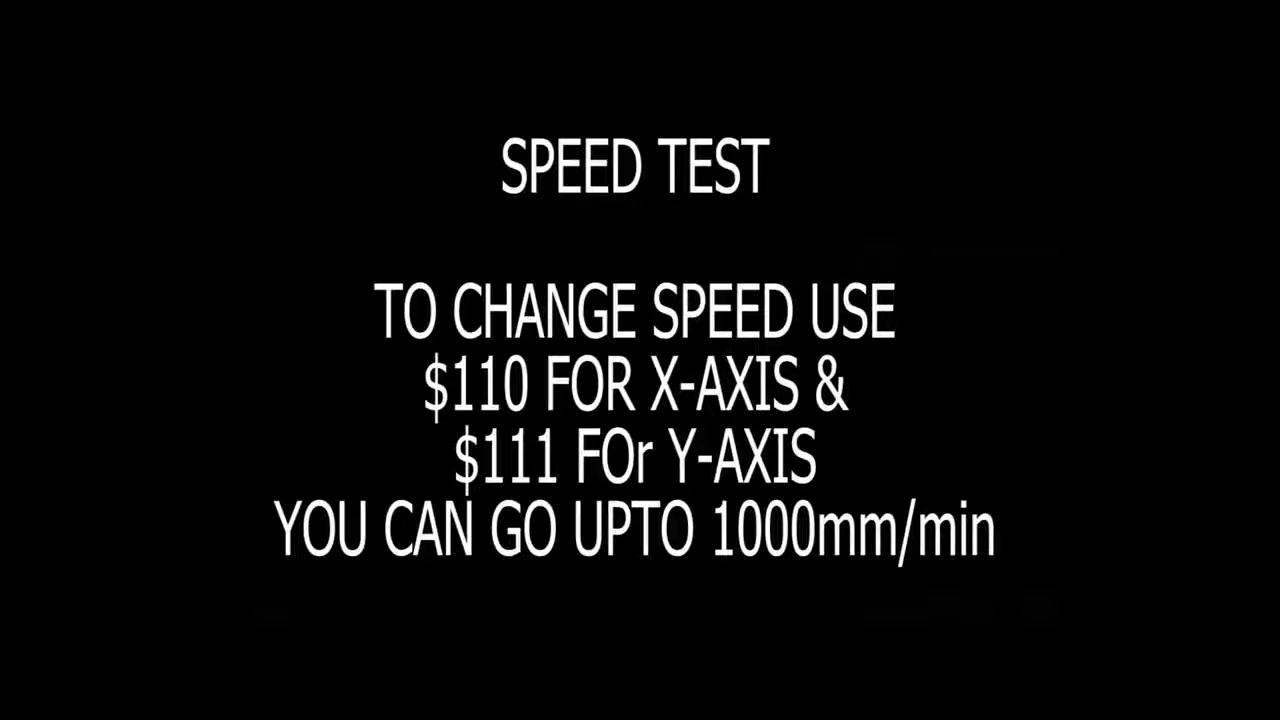 SPEED TEST
TO CHANGE SPEED USE
$110 FOR X-AXIS &
$111 FOr Y-AXIS
YOU CAN GO UPTO 1000mm/min